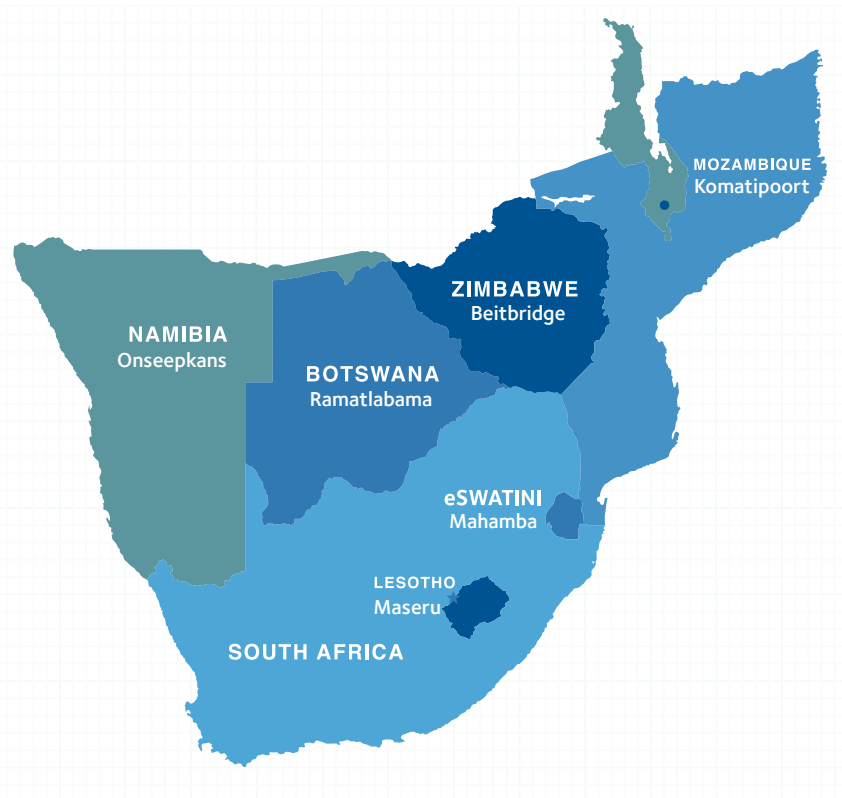 MOZAMBIQUE
Komatipoort
ZIMBABWE
Beitbridge
NAMIBIA
Onseepkans
BOTSWANA
Ramatlabama
eSWATINI
Mahamba
LESOTHO
Maseru
SOUTH AFRICA